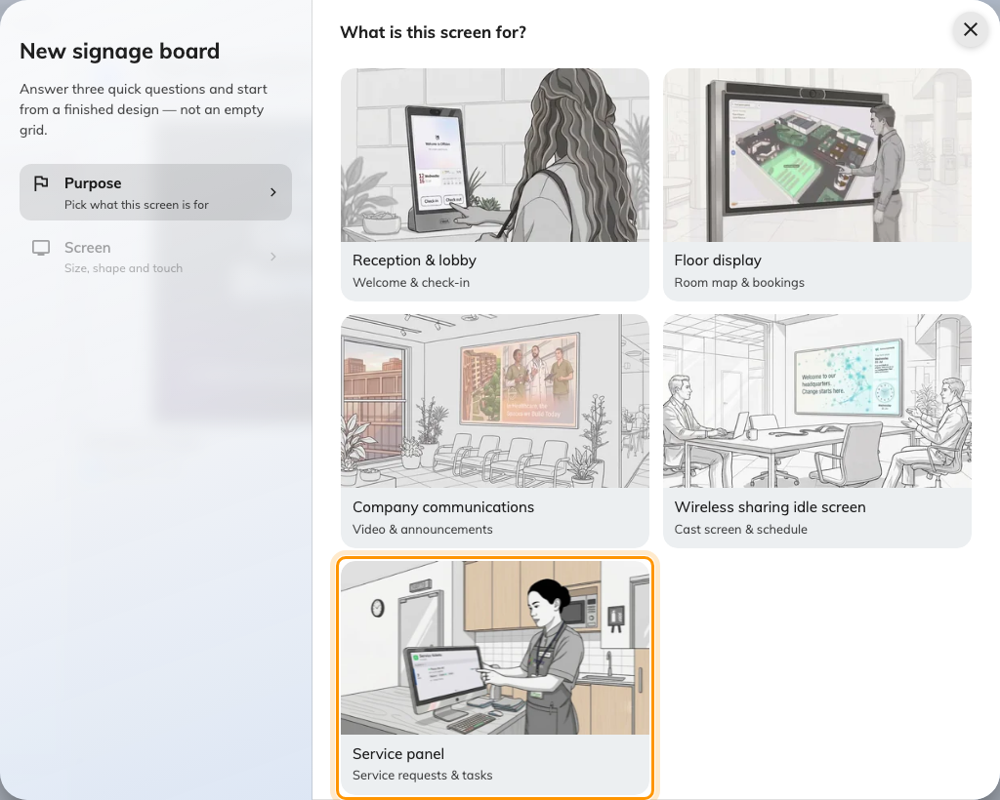 New signage board
Answer three quick questions and start
from a finished design — not an empty
grid.
Purpose
Pick what this screen is for
Screen
Size, shape and touch
What is this screen for?
Check in
Check out
Reception & lobby
Welcome & check-in
Floor display
Room map & bookings
Company communications
Video & announcements
Welcome to our
headquarters.
Change starts here.
Wireless sharing idle screen
Cast screen & schedule
Service panel
Service requests & tasks